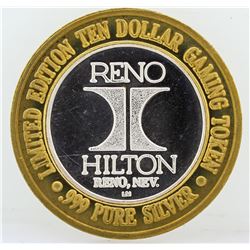 LIMITED EDITION TEN DOLLAR GAMING TOKEN
RENO
HILTON
RENO, NEV.
.999 PURE SILVER